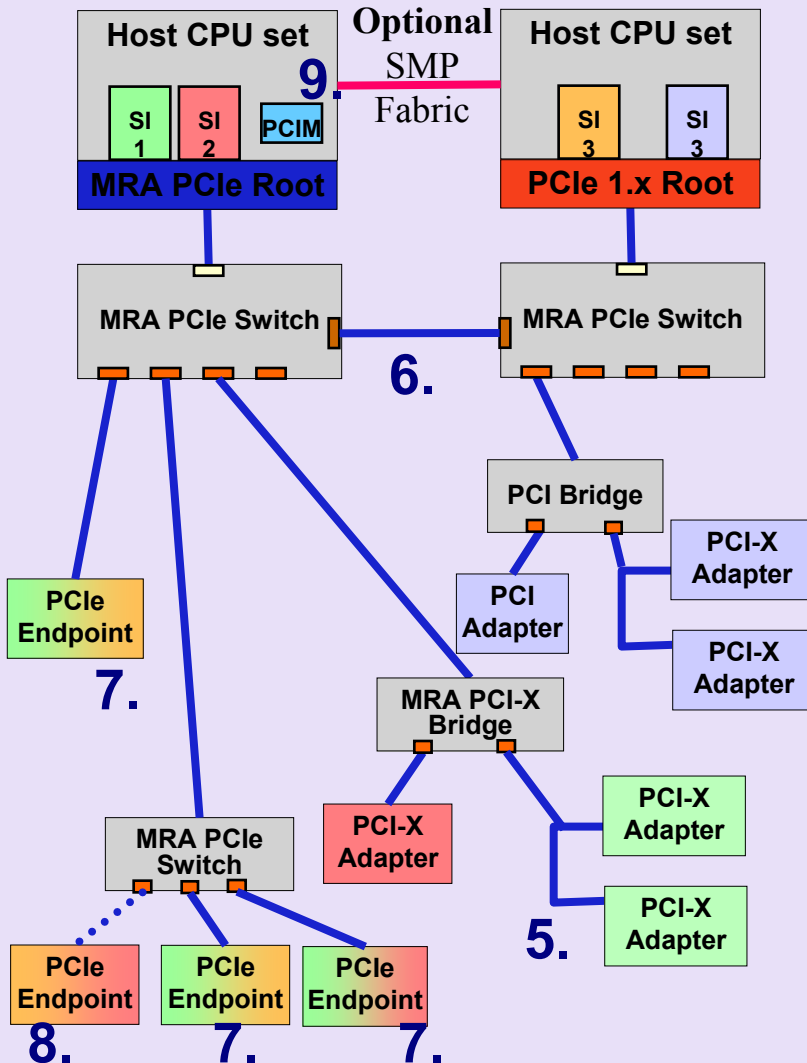 Host CPU set
Optional
SMP
Fabric
Host CPU set
9.
SI
1
SI
2
PCIM
SI
3
SI
3
MRA PCIe Root
PCIe 1.x Root
MRA PCIe Switch
MRA PCIe Switch
6.
PCI Bridge
PCI-X
Adapter
PCI
Adapter
PCI-X
Adapter
PCIe
Endpoint
7.
MRA PCI-X
Bridge
PCI-X
Adapter
PCI-X
Adapter
MRA PCIe
Switch
PCI-X
Adapter
5.
PCIe
Endpoint
PCIe
Endpoint
PCIe
Endpoint
8.
7.
7.